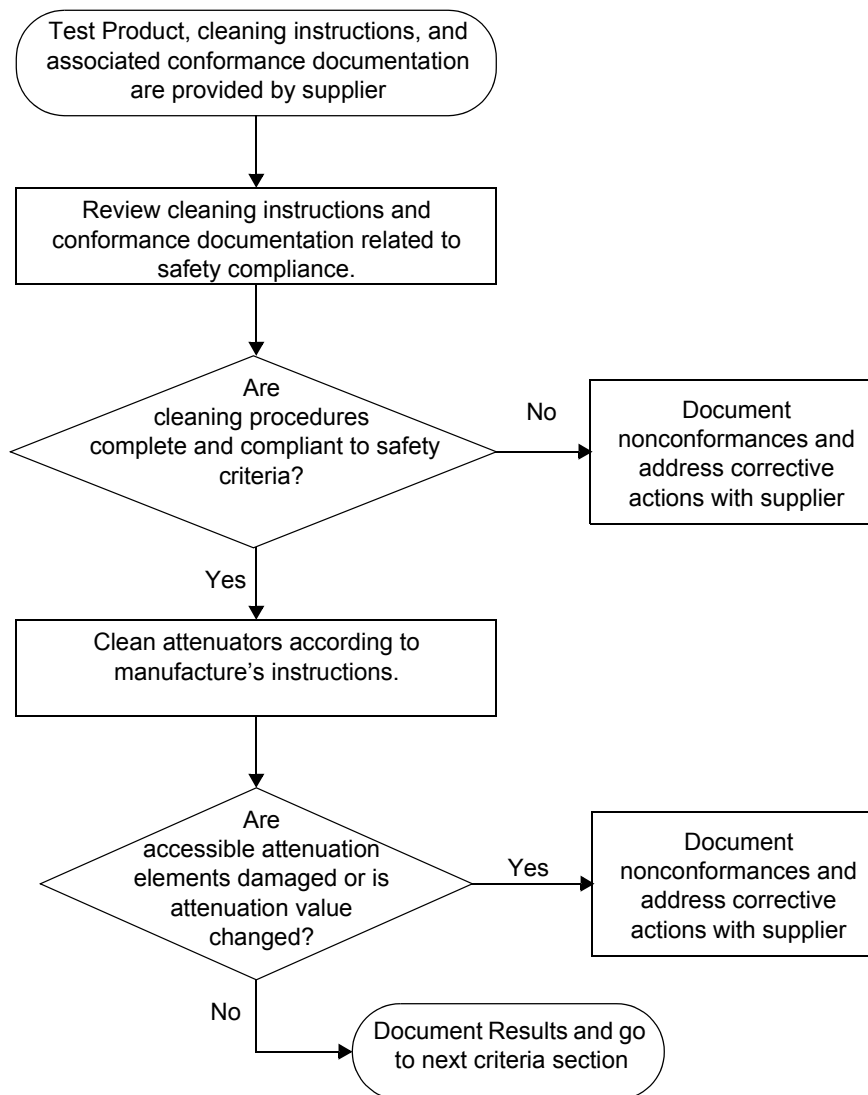 Test Product, cleaning instructions, and
associated conformance documentation
are provided by supplier
Review cleaning instructions and
conformance documentation related to
safety compliance.
Are
cleaning procedures
complete and compliant to safety
criteria?
No
Document
nonconformances and
address corrective
actions with supplier
Yes
Clean attenuators according to
manufacture’s instructions.
Are
accessible attenuation
elements damaged or is
attenuation value
changed?
Yes
Document
nonconformances and
address corrective
actions with supplier
No
Document Results and go
to next criteria section